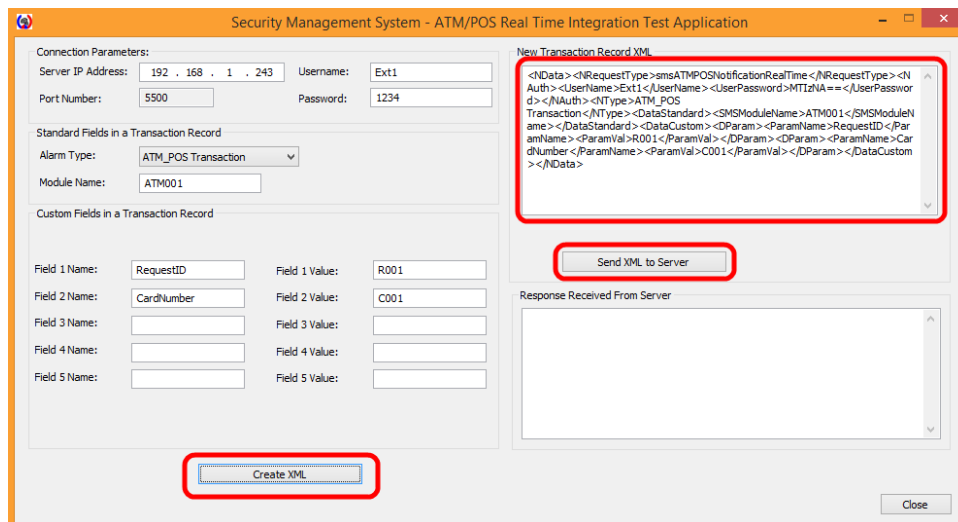 Security Management System - ATM/POS Real Time Integration Test Application
Connection Parameters:
Server IP Address: 192 . 168 . 1 . 243 Username: Ext1
Port Number: 5500 Password: 1234
Standard Fields in a Transaction Record
Alarm Type: ATM_POS Transaction
Module Name: ATM001
Custom Fields in a Transaction Record
Field 1 Name: RequestID Field 1 Value: R001
Field 2 Name: CardNumber Field 2 Value: C001
Field 3 Name: Field 3 Value:
Field 4 Name: Field 4 Value:
Field 5 Name: Field 5 Value:
Create XML
New Transaction Record XML
<NData><NRequestType>smsATMPOSNotificationRealTime</NRequestType><N
Auth><UserName>Ext1</UserName><UserPassword>MTIzNA==</UserPasswor
d></NAuth><NType>ATM_POS
Transaction</NType><DataStandard><SMSModuleName>ATM001</SMSModuleN
ame></DataStandard><DataCustom><DParam><ParamName>RequestID</Par
amName><ParamVal>R001</ParamVal></DParam><DParam><ParamName>Car
dNumber</ParamName><ParamVal>C001</ParamVal></DParam></DataCustom
></NData>
Send XML to Server
Response Received From Server
Close